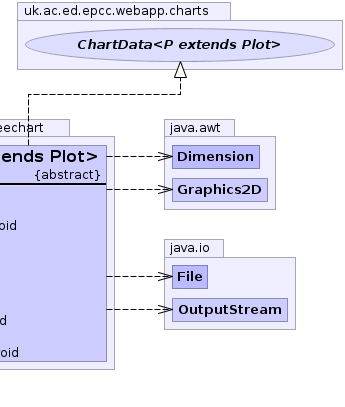 uk.ac.ed.epcc.webapp.charts
ChartData<P extends Plot>
eechart
java.awt
ends Plot>
{abstract}
Dimension
Graphics2D
oid
java.io
File
OutputStream
d
oid